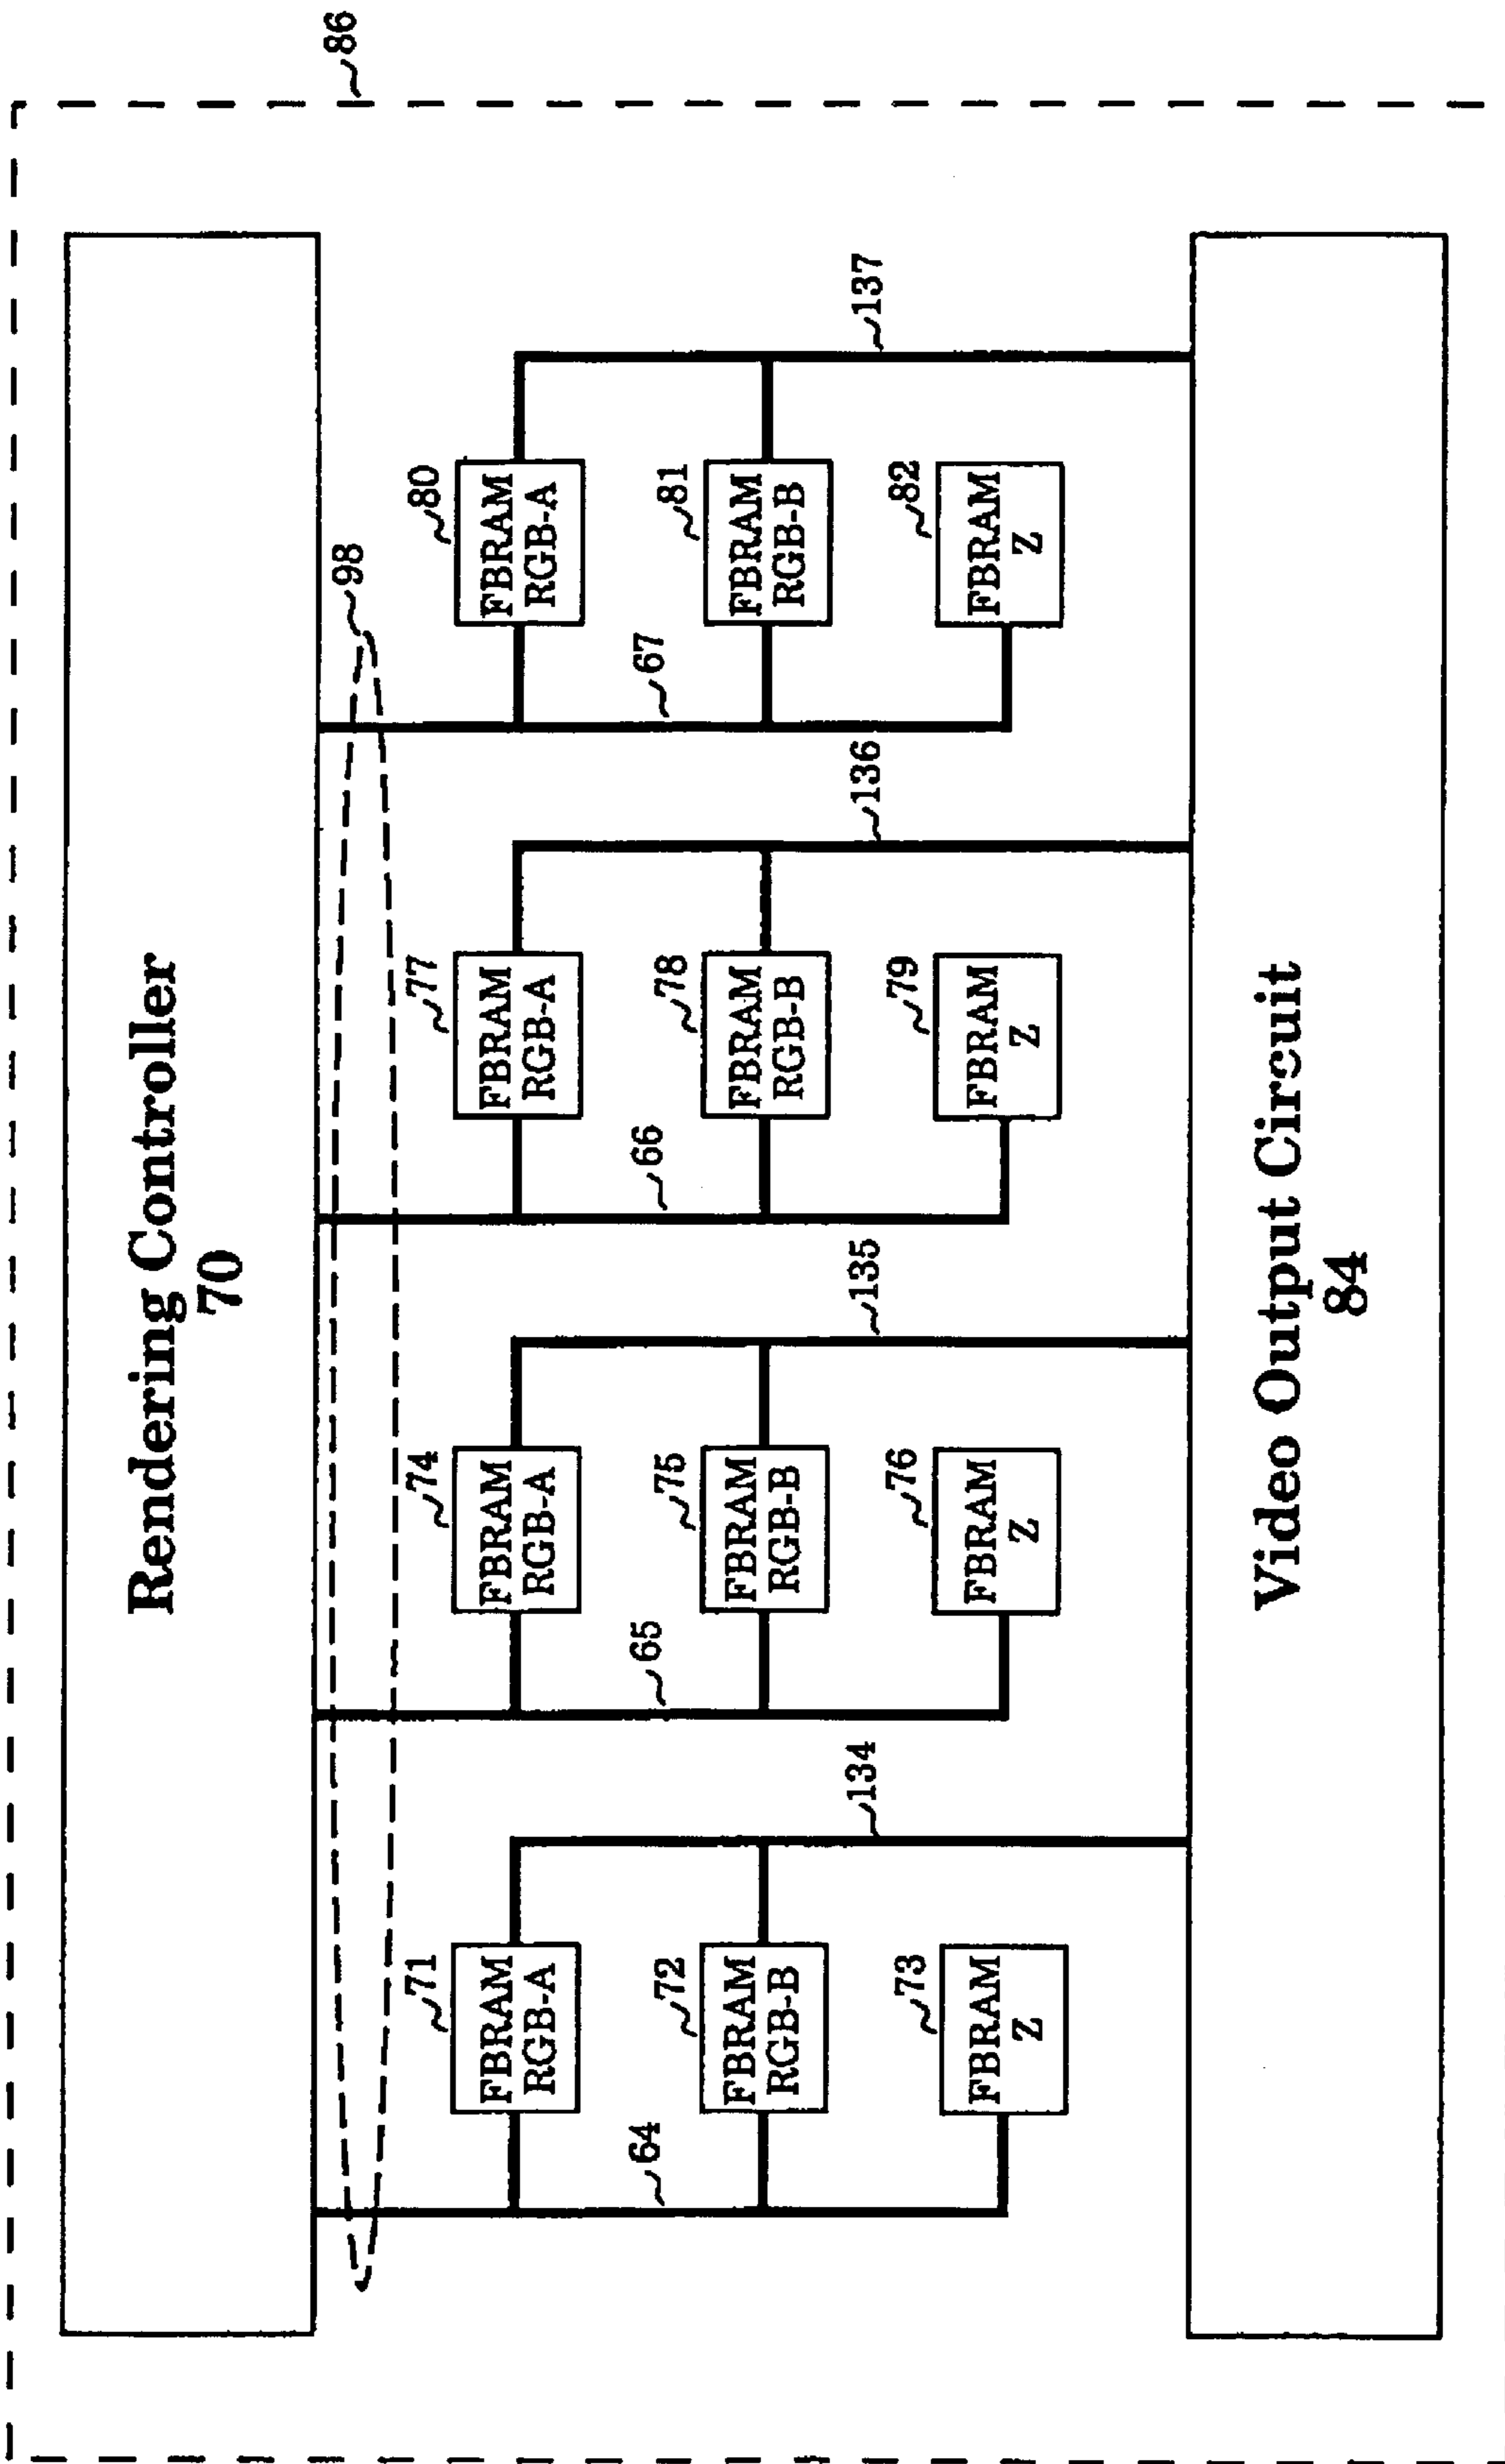 86
Rendering Controller
70
98
71
FBRAM
RGB-A
74
FBRAM
RGB-A
77
FBRAM
RGB-A
80
FBRAM
RGB-A
64
65
66
67
72
FBRAM
RGB-B
75
FBRAM
RGB-B
78
FBRAM
RGB-B
81
FBRAM
RGB-B
134
135
136
137
73
FBRAM
Z
76
FBRAM
Z
79
FBRAM
Z
82
FBRAM
Z
Video Output Circuit
84